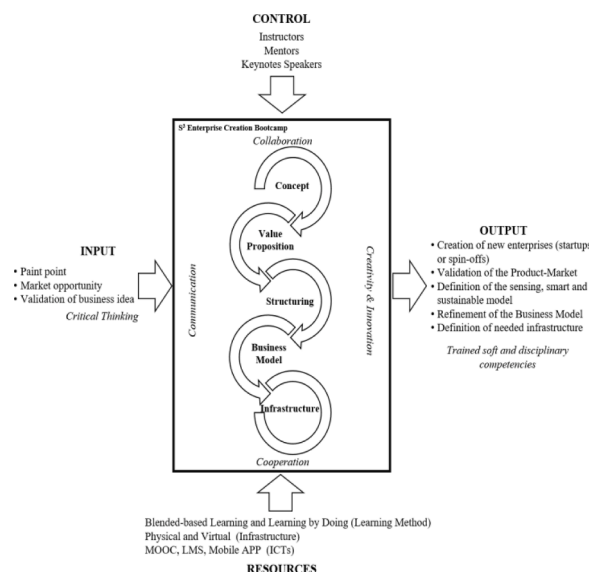 CONTROL
Instructors
Mentors
Keynotes Speakers
S³ Enterprise Creation Bootcamp
Collaboration
Concept
Value
Proposition
Structuring
Business
Model
Infrastructure
Cooperation
Communication
Creativity & Innovation
INPUT
• Paint point
• Market opportunity
• Validation of business idea
Critical Thinking
OUTPUT
• Creation of new enterprises (startups
or spin-offs)
• Validation of the Product-Market
• Definition of the sensing, smart and
sustainable model
• Refinement of the Business Model
• Definition of needed infrastructure
Trained soft and disciplinary
competencies
Blended-based Learning and Learning by Doing (Learning Method)
Physical and Virtual (Infrastructure)
MOOC, LMS, Mobile APP (ICTs)
RESOURCES